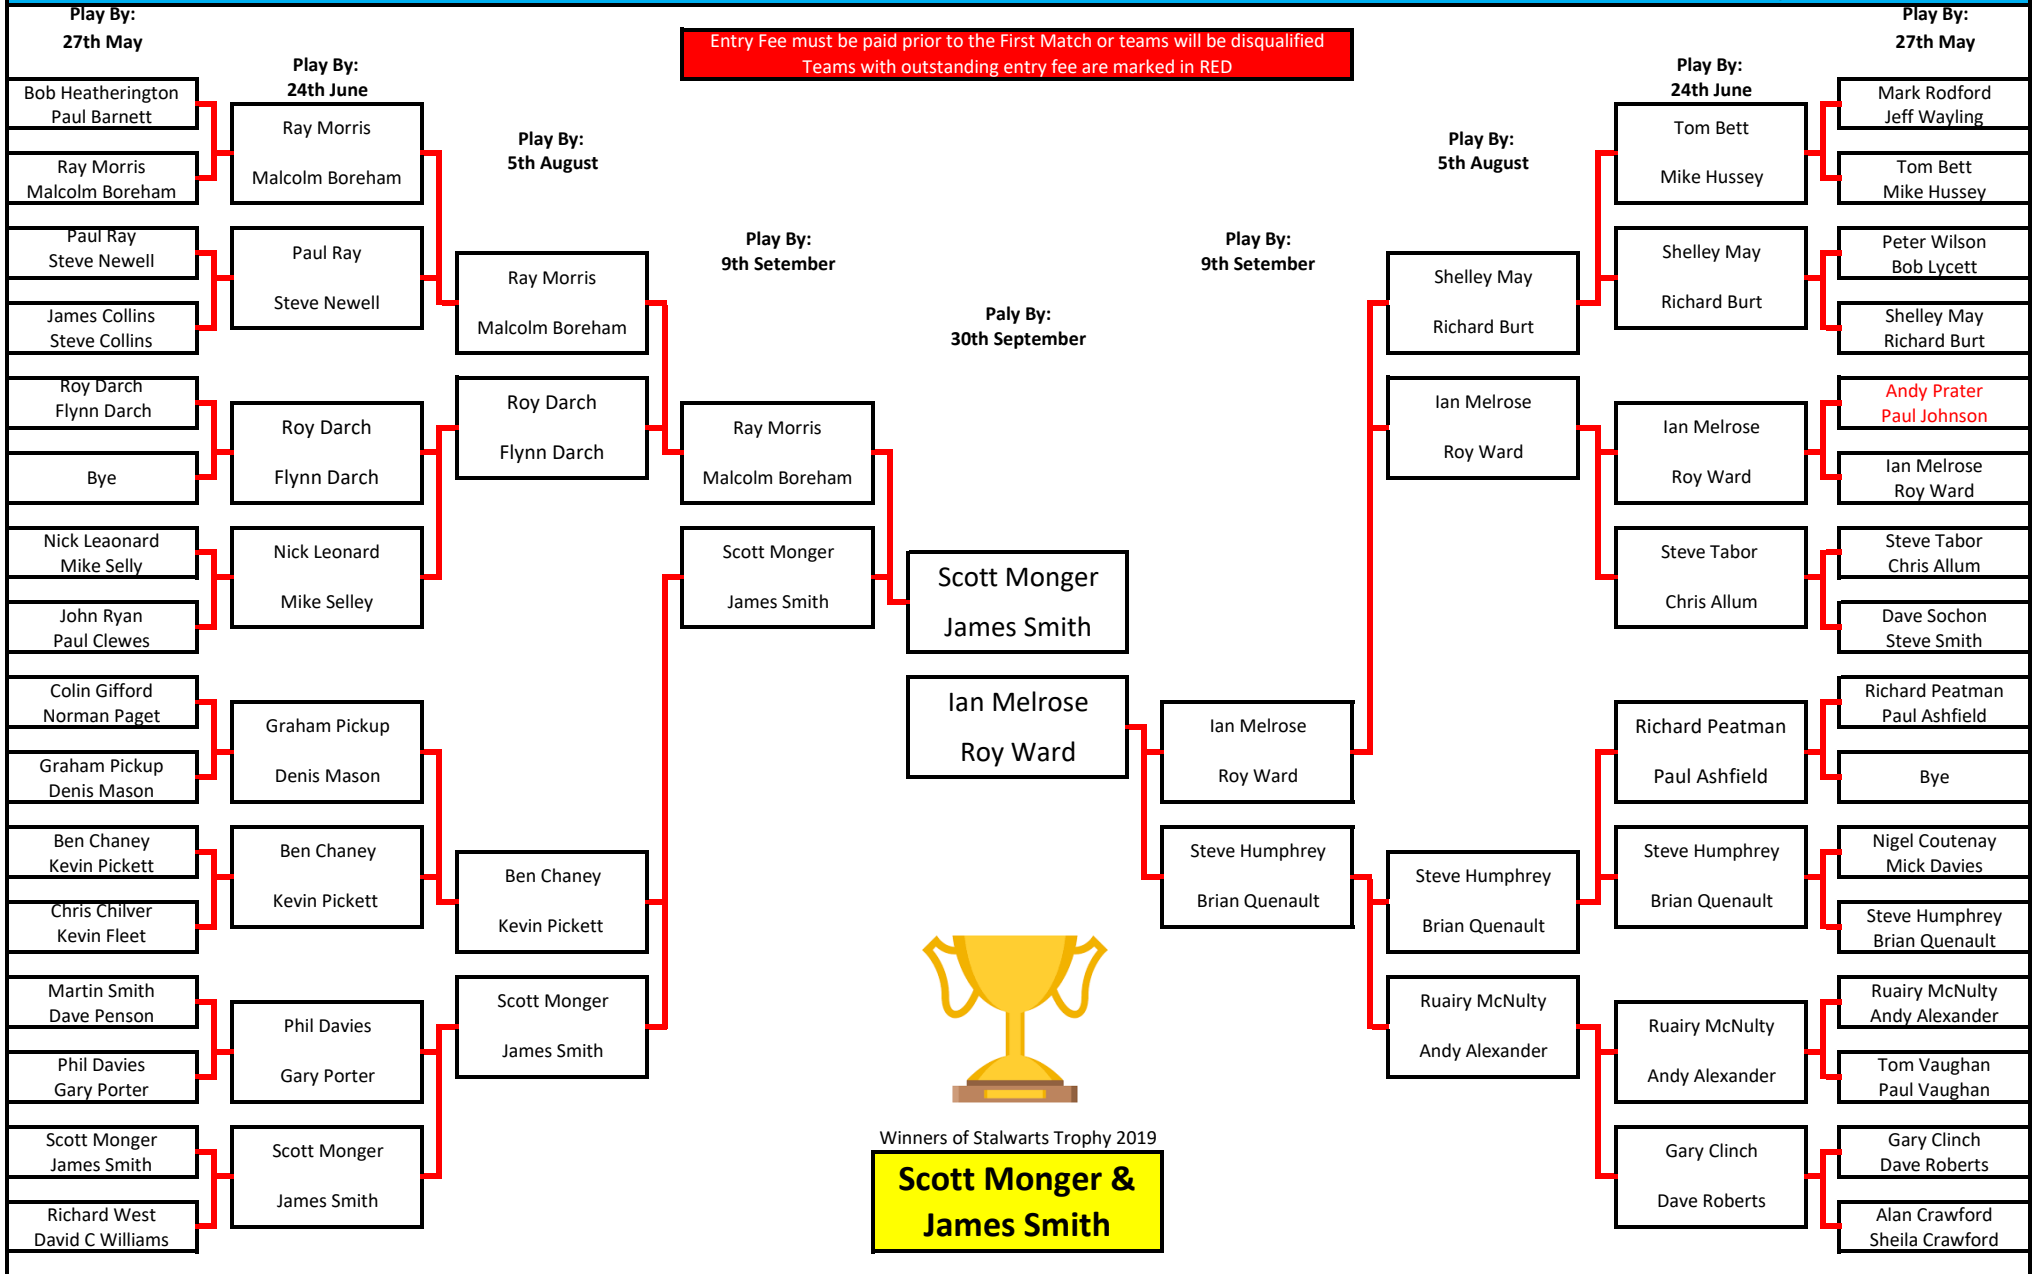 Play By:
27th May
Bob Heatherington
Paul Barnett
Ray Morris
Malcolm Boreham
Paul Ray
Steve Newell
James Collins
Steve Collins
Roy Darch
Flynn Darch
Bye
Nick Leaonard
Mike Selly
John Ryan
Paul Clewes
Colin Gifford
Norman Paget
Graham Pickup
Denis Mason
Ben Chaney
Kevin Pickett
Chris Chilver
Kevin Fleet
Martin Smith
Dave Penson
Phil Davies
Gary Porter
Scott Monger
James Smith
Richard West
David C Williams
Play By:
24th June
Ray Morris
Malcolm Boreham
Paul Ray
Steve Newell
Roy Darch
Flynn Darch
Nick Leonard
Mike Selley
Graham Pickup
Denis Mason
Ben Chaney
Kevin Pickett
Phil Davies
Gary Porter
Scott Monger
James Smith
Play By:
5th August
Ray Morris
Malcolm Boreham
Roy Darch
Flynn Darch
Ben Chaney
Kevin Pickett
Scott Monger
James Smith
Entry Fee must be paid prior to the First Match or teams will be disqualified
Teams with outstanding entry fee are marked in RED
Play By:
9th Setember
Ray Morris
Malcolm Boreham
Scott Monger
James Smith
Paly By:
30th September
Scott Monger
James Smith
Ian Melrose
Roy Ward
Winners of Stalwarts Trophy 2019
Scott Monger &
James Smith
Play By:
9th Setember
Ian Melrose
Roy Ward
Steve Humphrey
Brian Quenault
Play By:
5th August
Shelley May
Richard Burt
Ian Melrose
Roy Ward
Steve Humphrey
Brian Quenault
Ruairy McNulty
Andy Alexander
Play By:
24th June
Tom Bett
Mike Hussey
Shelley May
Richard Burt
Ian Melrose
Roy Ward
Steve Tabor
Chris Allum
Richard Peatman
Paul Ashfield
Steve Humphrey
Brian Quenault
Ruairy McNulty
Andy Alexander
Gary Clinch
Dave Roberts
Play By:
27th May
Mark Rodford
Jeff Wayling
Tom Bett
Mike Hussey
Peter Wilson
Bob Lycett
Shelley May
Richard Burt
Andy Prater
Paul Johnson
Ian Melrose
Roy Ward
Steve Tabor
Chris Allum
Dave Sochon
Steve Smith
Richard Peatman
Paul Ashfield
Bye
Nigel Coutenay
Mick Davies
Steve Humphrey
Brian Quenault
Ruairy McNulty
Andy Alexander
Tom Vaughan
Paul Vaughan
Gary Clinch
Dave Roberts
Alan Crawford
Sheila Crawford